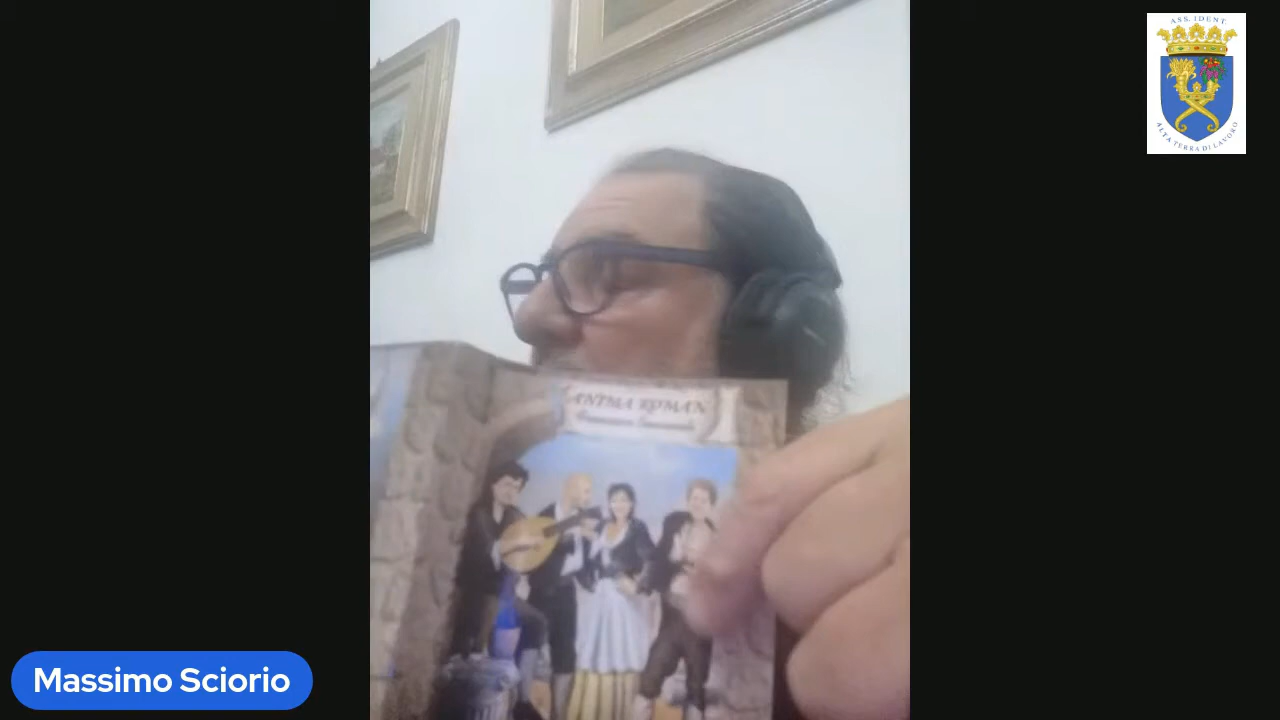 ASS. IDENT.
ALTA TERRA DI LAVORO
ANIMA ROMAN
Massimo Sciorio